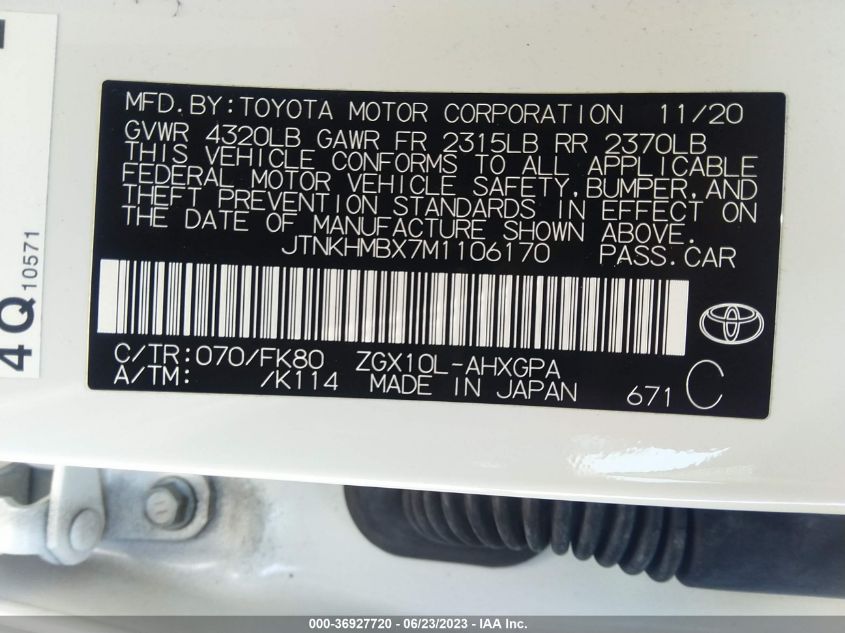 4Q 10571
MFD.BY:TOYOTA MOTOR CORPORATION 11/20
GVWR 4320LB GAWR FR 2315LB RR 2370LB
THIS VEHICLE CONFORMS TO ALL APPLICABLE
FEDERAL MOTOR VEHICLE SAFETY,BUMPER,AND
THEFT PREVENTION STANDARDS IN EFFECT ON
THE DATE OF MANUFACTURE SHOWN ABOVE.
JTNKHMBX7M1106170 PASS.CAR
C/TR:070/FK80 ZGX10L-AHXGPA
A/TM: /K114 MADE IN JAPAN 671 C
000-36927720 - 06/23/2023 - IAA Inc.